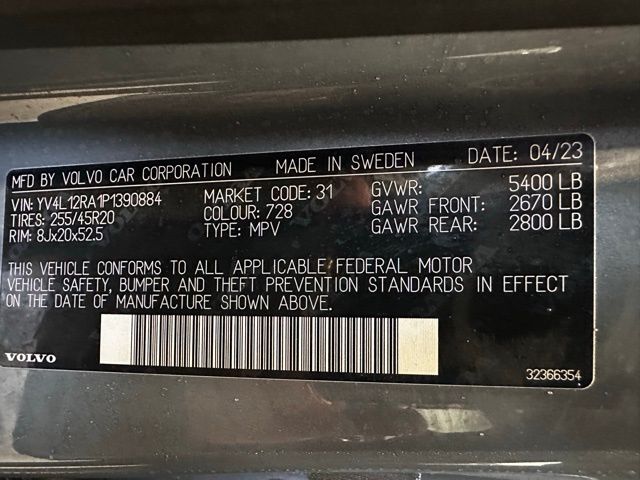 MFD BY VOLVO CAR CORPORATION MADE IN SWEDEN DATE: 04/23
VIN: YV4L12RA1P1390884 MARKET CODE: 31 GVWR: 5400 LB
TIRES: 255/45R20 COLOUR: 728 GAWR FRONT: 2670 LB
RIM: 8Jx20x52.5 TYPE: MPV GAWR REAR: 2800 LB
THIS VEHICLE CONFORMS TO ALL APPLICABLE FEDERAL MOTOR
VEHICLE SAFETY, BUMPER AND THEFT PREVENTION STANDARDS IN EFFECT
ON THE DATE OF MANUFACTURE SHOWN ABOVE.
VOLVO 32366354